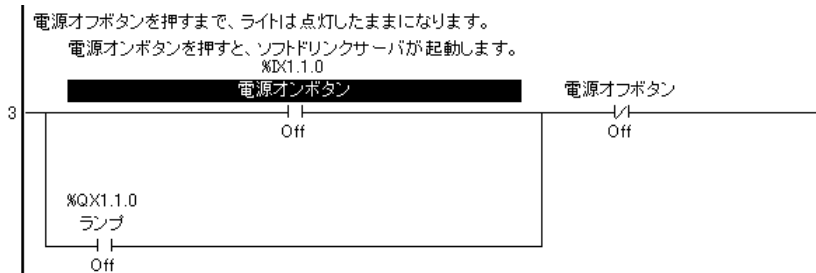 電源オフボタンを押すまで、ライトは点灯したままになります。
電源オンボタンを押すと、ソフトドリンクサーバが起動します。
%IX1.1.0
電源オンボタン
電源オフボタン
3
Off
Off
%QX1.1.0
ランプ
Off